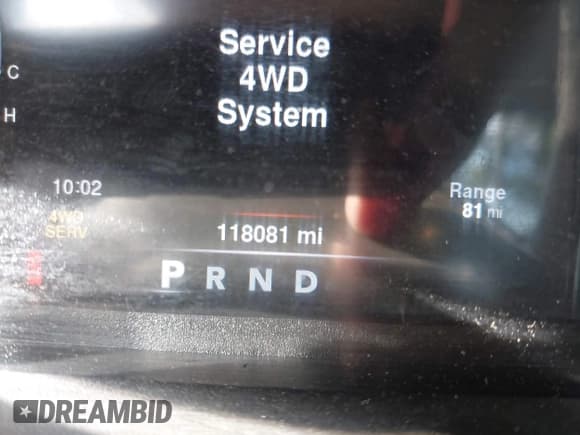 Service
4WD
System
C
H
10:02
Range
81 mi
4WD
SERV
118081 mi
P R N D
DREAMBID